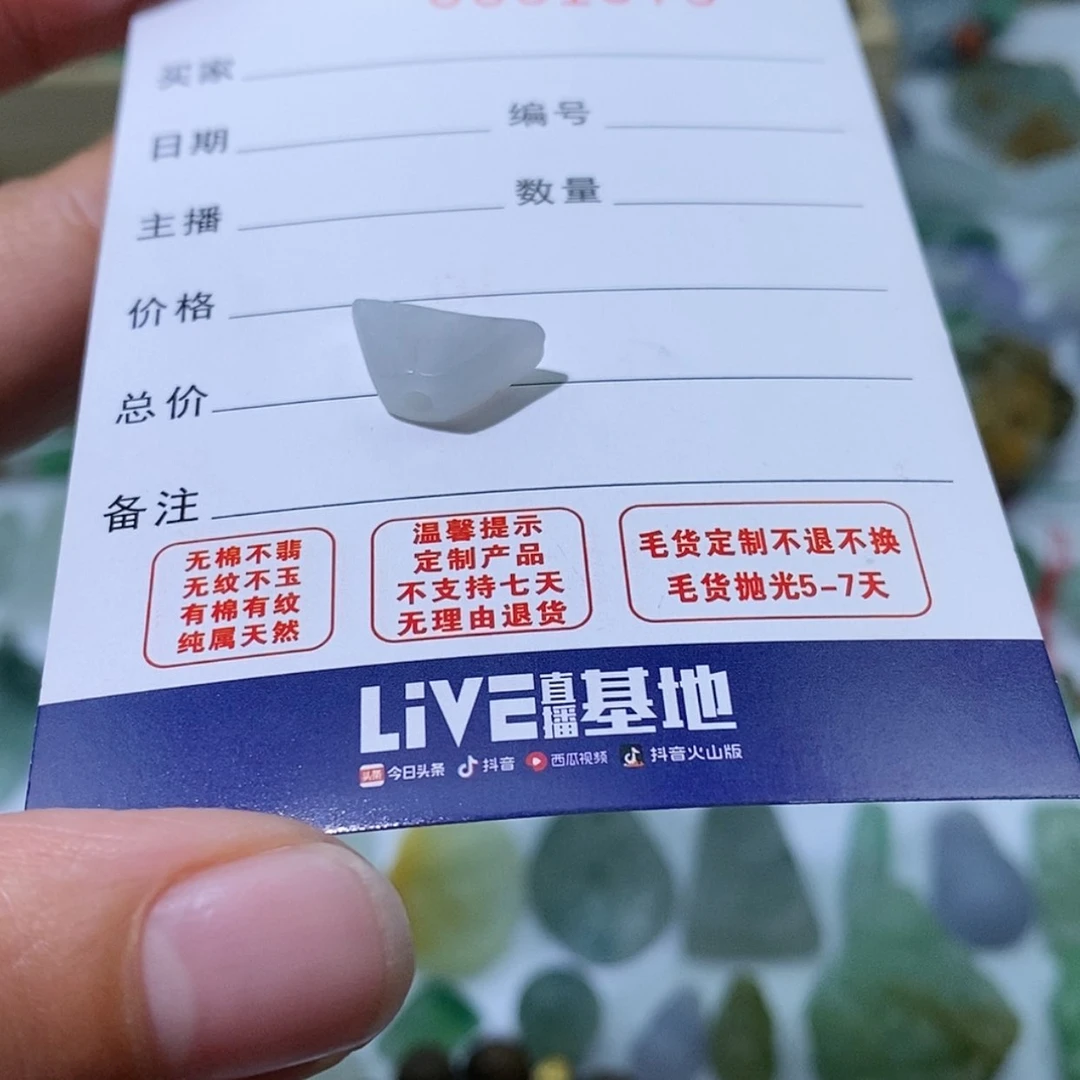 买家
日期 编号
主播 数量
价格
总价
备注
无棉不翡
无纹不玉
有棉有纹
纯属天然
温馨提示
定制产品
不支持七天
无理由退货
毛货定制不退不换
毛货抛光5-7天
LiVE直播基地
头条 今日头条 抖音 西瓜视频 抖音火山版